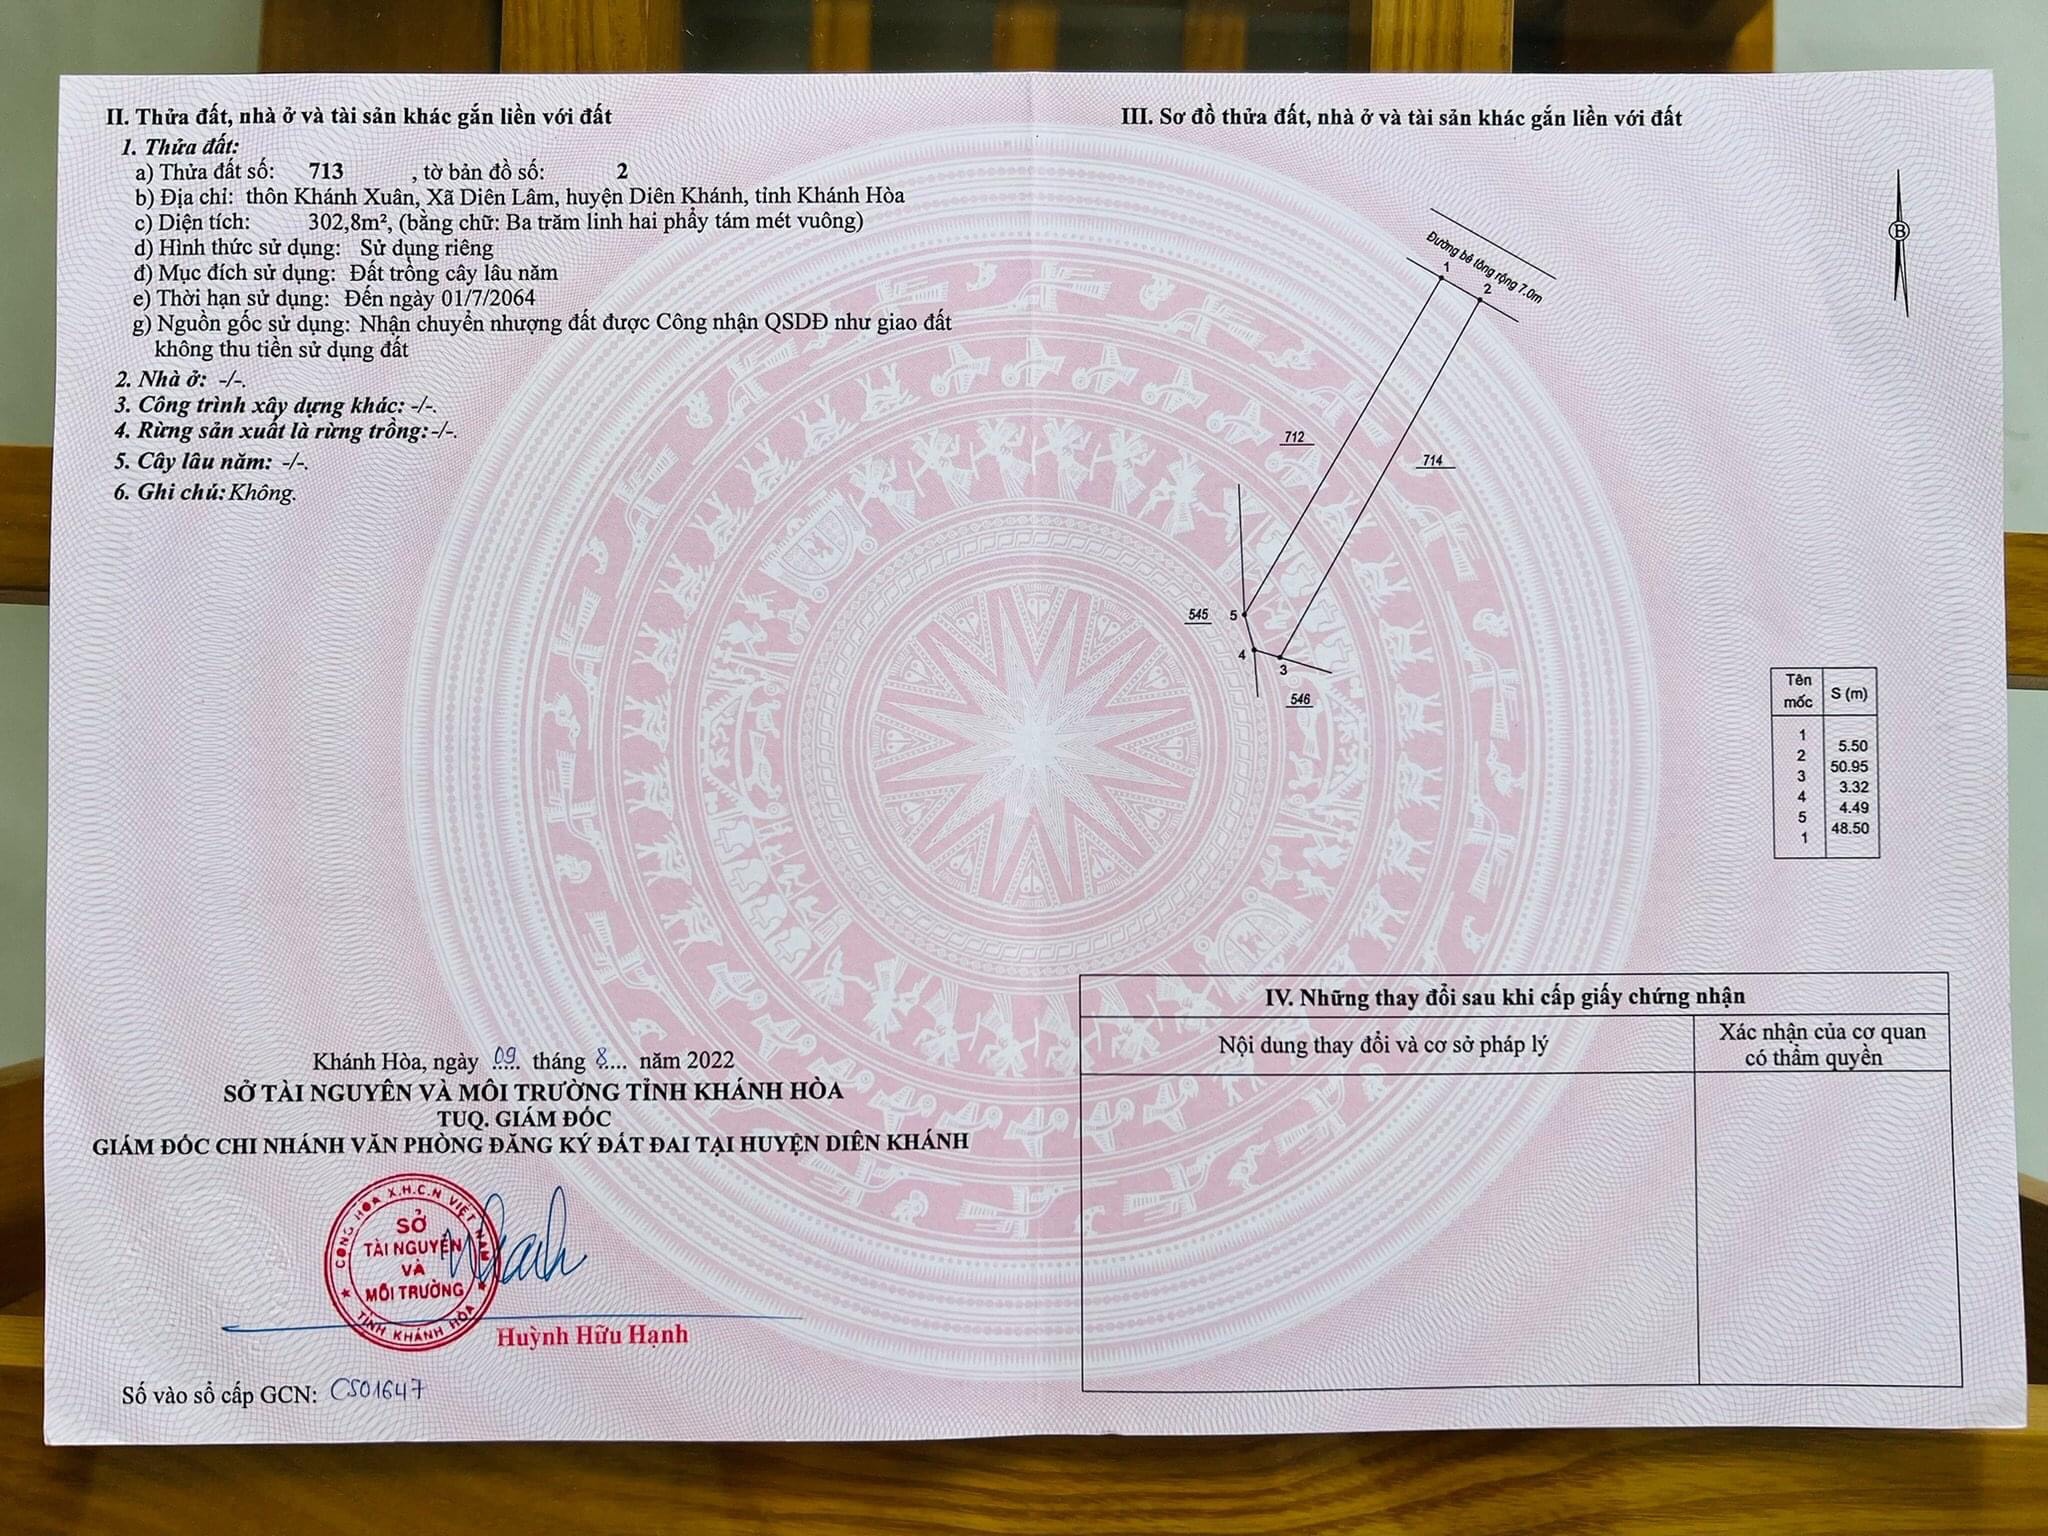 II. Thửa đất, nhà ở và tài sản khác gắn liền với đất
1. Thửa đất:
a) Thửa đất số: 713 , tờ bản đồ số: 2
b) Địa chỉ: thôn Khánh Xuân, Xã Diên Lâm, huyện Diên Khánh, tỉnh Khánh Hòa
c) Diện tích: 302,8m², (bằng chữ: Ba trăm linh hai phẩy tám mét vuông)
d) Hình thức sử dụng: Sử dụng riêng
đ) Mục đích sử dụng: Đất trồng cây lâu năm
e) Thời hạn sử dụng: Đến ngày 01/7/2064
g) Nguồn gốc sử dụng: Nhận chuyển nhượng đất được Công nhận QSDĐ như giao đất
không thu tiền sử dụng đất
2. Nhà ở: -/-.
3. Công trình xây dựng khác: -/-.
4. Rừng sản xuất là rừng trồng: -/-.
5. Cây lâu năm: -/-.
6. Ghi chú: Không.
Khánh Hòa, ngày 09 tháng 8 năm 2022
SỞ TÀI NGUYÊN VÀ MÔI TRƯỜNG TỈNH KHÁNH HÒA
TUQ. GIÁM ĐỐC
GIÁM ĐỐC CHI NHÁNH VĂN PHÒNG ĐĂNG KÝ ĐẤT ĐAI TẠI HUYỆN DIÊN KHÁNH
CỘNG HÒA X.H.C.N VIỆT NAM
SỞ
TÀI NGUYÊN
VÀ
MÔI TRƯỜNG
TỈNH KHÁNH HÒA
Huỳnh Hữu Hạnh
Số vào sổ cấp GCN: CS01647
III. Sơ đồ thửa đất, nhà ở và tài sản khác gắn liền với đất
B
Đường bê tông rộng 7.0m
1
2
712
714
545
5
4
3
546
Tên mốc S (m)
1
5.50
2
50.95
3
3.32
4
4.49
5
48.50
1
IV. Những thay đổi sau khi cấp giấy chứng nhận
Nội dung thay đổi và cơ sở pháp lý
Xác nhận của cơ quan
có thẩm quyền